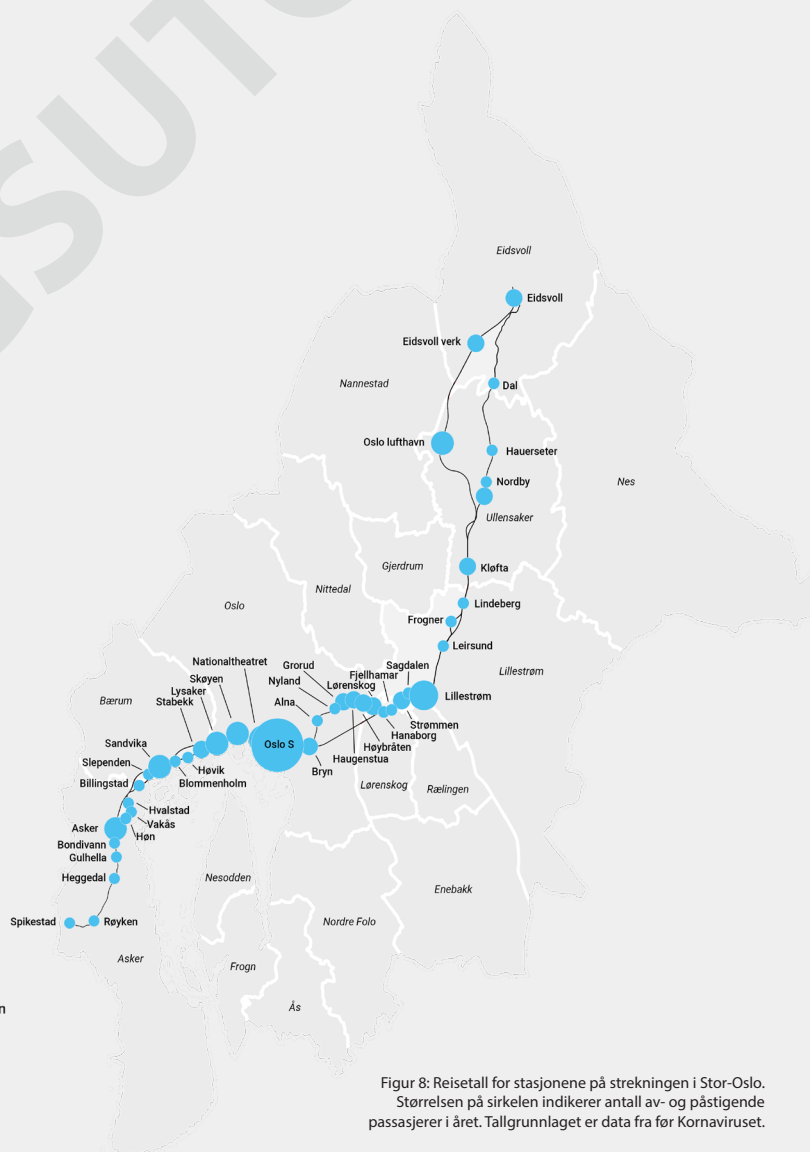 SUT
Eidsvoll
Eidsvoll
Eidsvoll verk
Nannestad
Dal
Oslo lufthavn
Hauerseter
Nes
Nordby
Ullensaker
Gjerdrum
Kløfta
Nittedal
Oslo
Lindeberg
Frogner
Leirsund
Lillestrøm
Nationaltheatret
Grorud
Sagdalen
Fjellhamar
Skøyen
Nyland
Lørenskog
Lysaker
Bærum
Stabekk
Alna
Lillestrøm
Strømmen
Hanaborg
Sandvika
Oslo S
Høybråten
Haugenstua
Slependen
Høvik
Bryn
Billingstad
Blommenholm
Lørenskog
Rælingen
Hvalstad
Vakås
Asker
Høn
Bondivann
Gulhella
Heggedal
Nesodden
Enebakk
Spikestad
Røyken
Nordre Folo
Asker
Frogn
Ås
n
Figur 8: Reisetall for stasjonene på strekningen i Stor-Oslo.
Størrelsen på sirkelen indikerer antall av- og påstigende
passasjerer i året. Tallgrunnlaget er data fra før Kornaviruset.